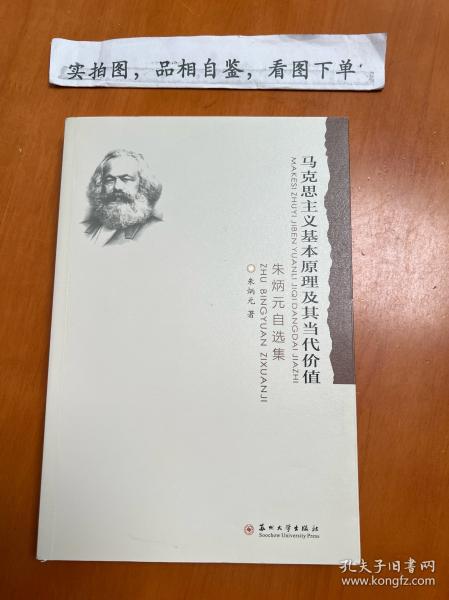 实拍图，品相自鉴，看图下单
马克思主义基本原理及其当代价值
MAKESI ZHUYI JIBEN YUANLI JIQI DANGDAI JIAZHI
朱炳元自选集
ZHU BINGYUAN ZIXUANJI
朱炳元 著
苏州大学出版社
Soochow University Press
孔夫子旧书网
www.kongfz.com